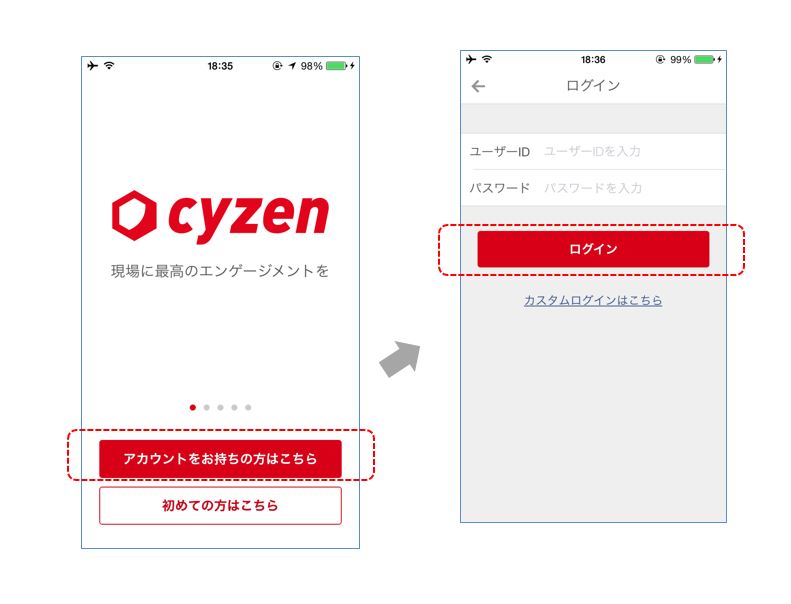 18:35
98%
cyzen
現場に最高のエンゲージメントを
アカウントをお持ちの方はこちら
初めての方はこちら
18:36
99%
ログイン
ユーザーID ユーザーIDを入力
パスワード パスワードを入力
ログイン
カスタムログインはこちら